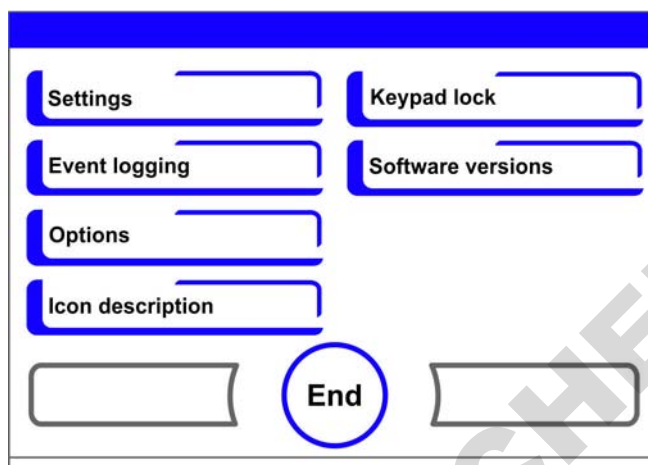 Settings
Keypad lock
Event logging
Software versions
Options
Icon description
End